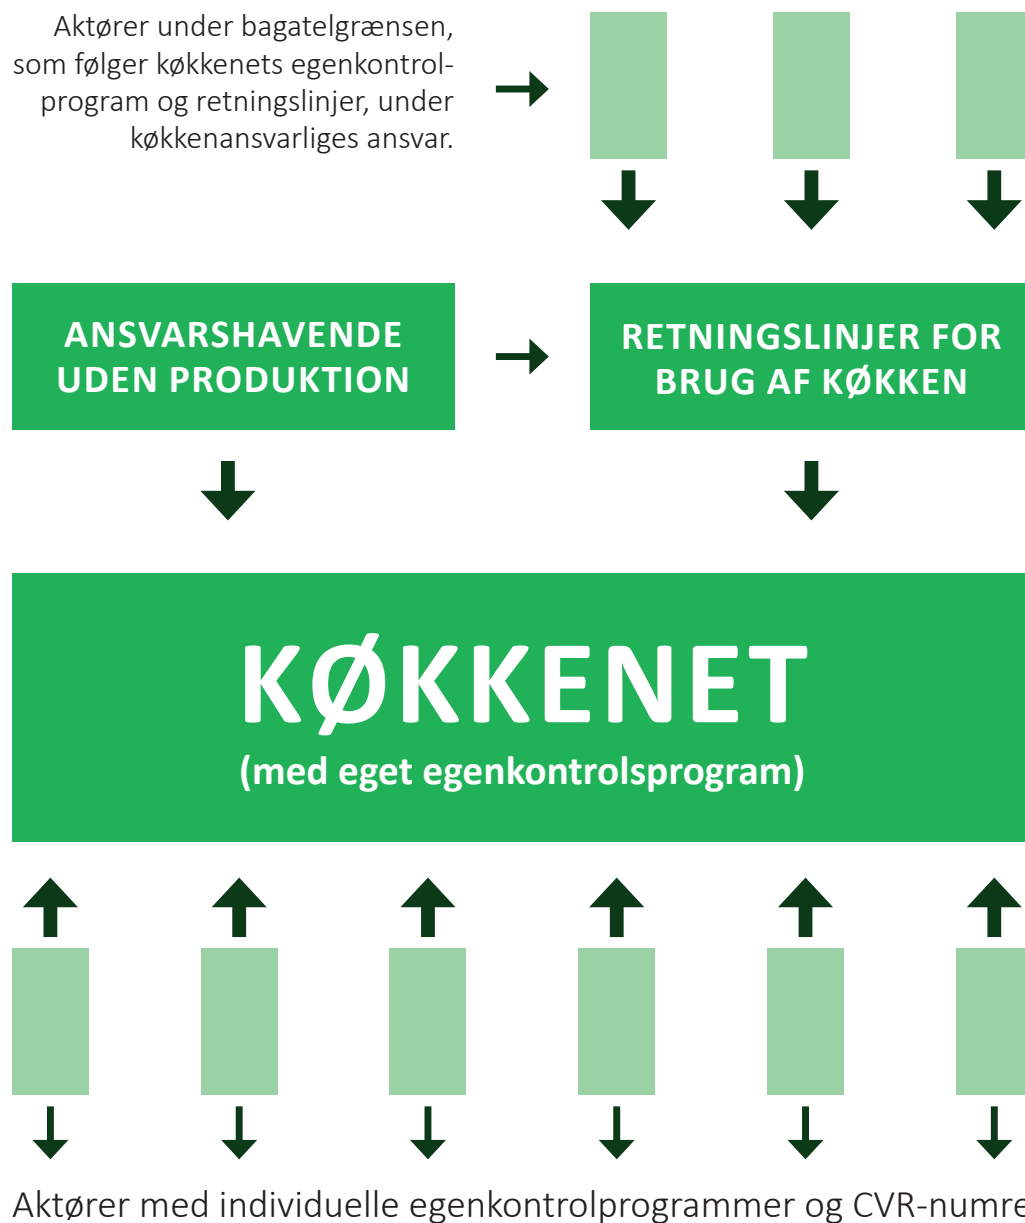 Aktører under bagatelgrænsen,
som følger køkkenets egenkontrol-
program og retningslinjer, under
køkkenansvarliges ansvar.
ANSVARSHAVENDE
UDEN PRODUKTION
RETNINGSLINJER FOR
BRUG AF KØKKEN
KØKKENET
(med eget egenkontrolsprogram)
Aktører med individuelle egenkontrolprogrammer og CVR-numre